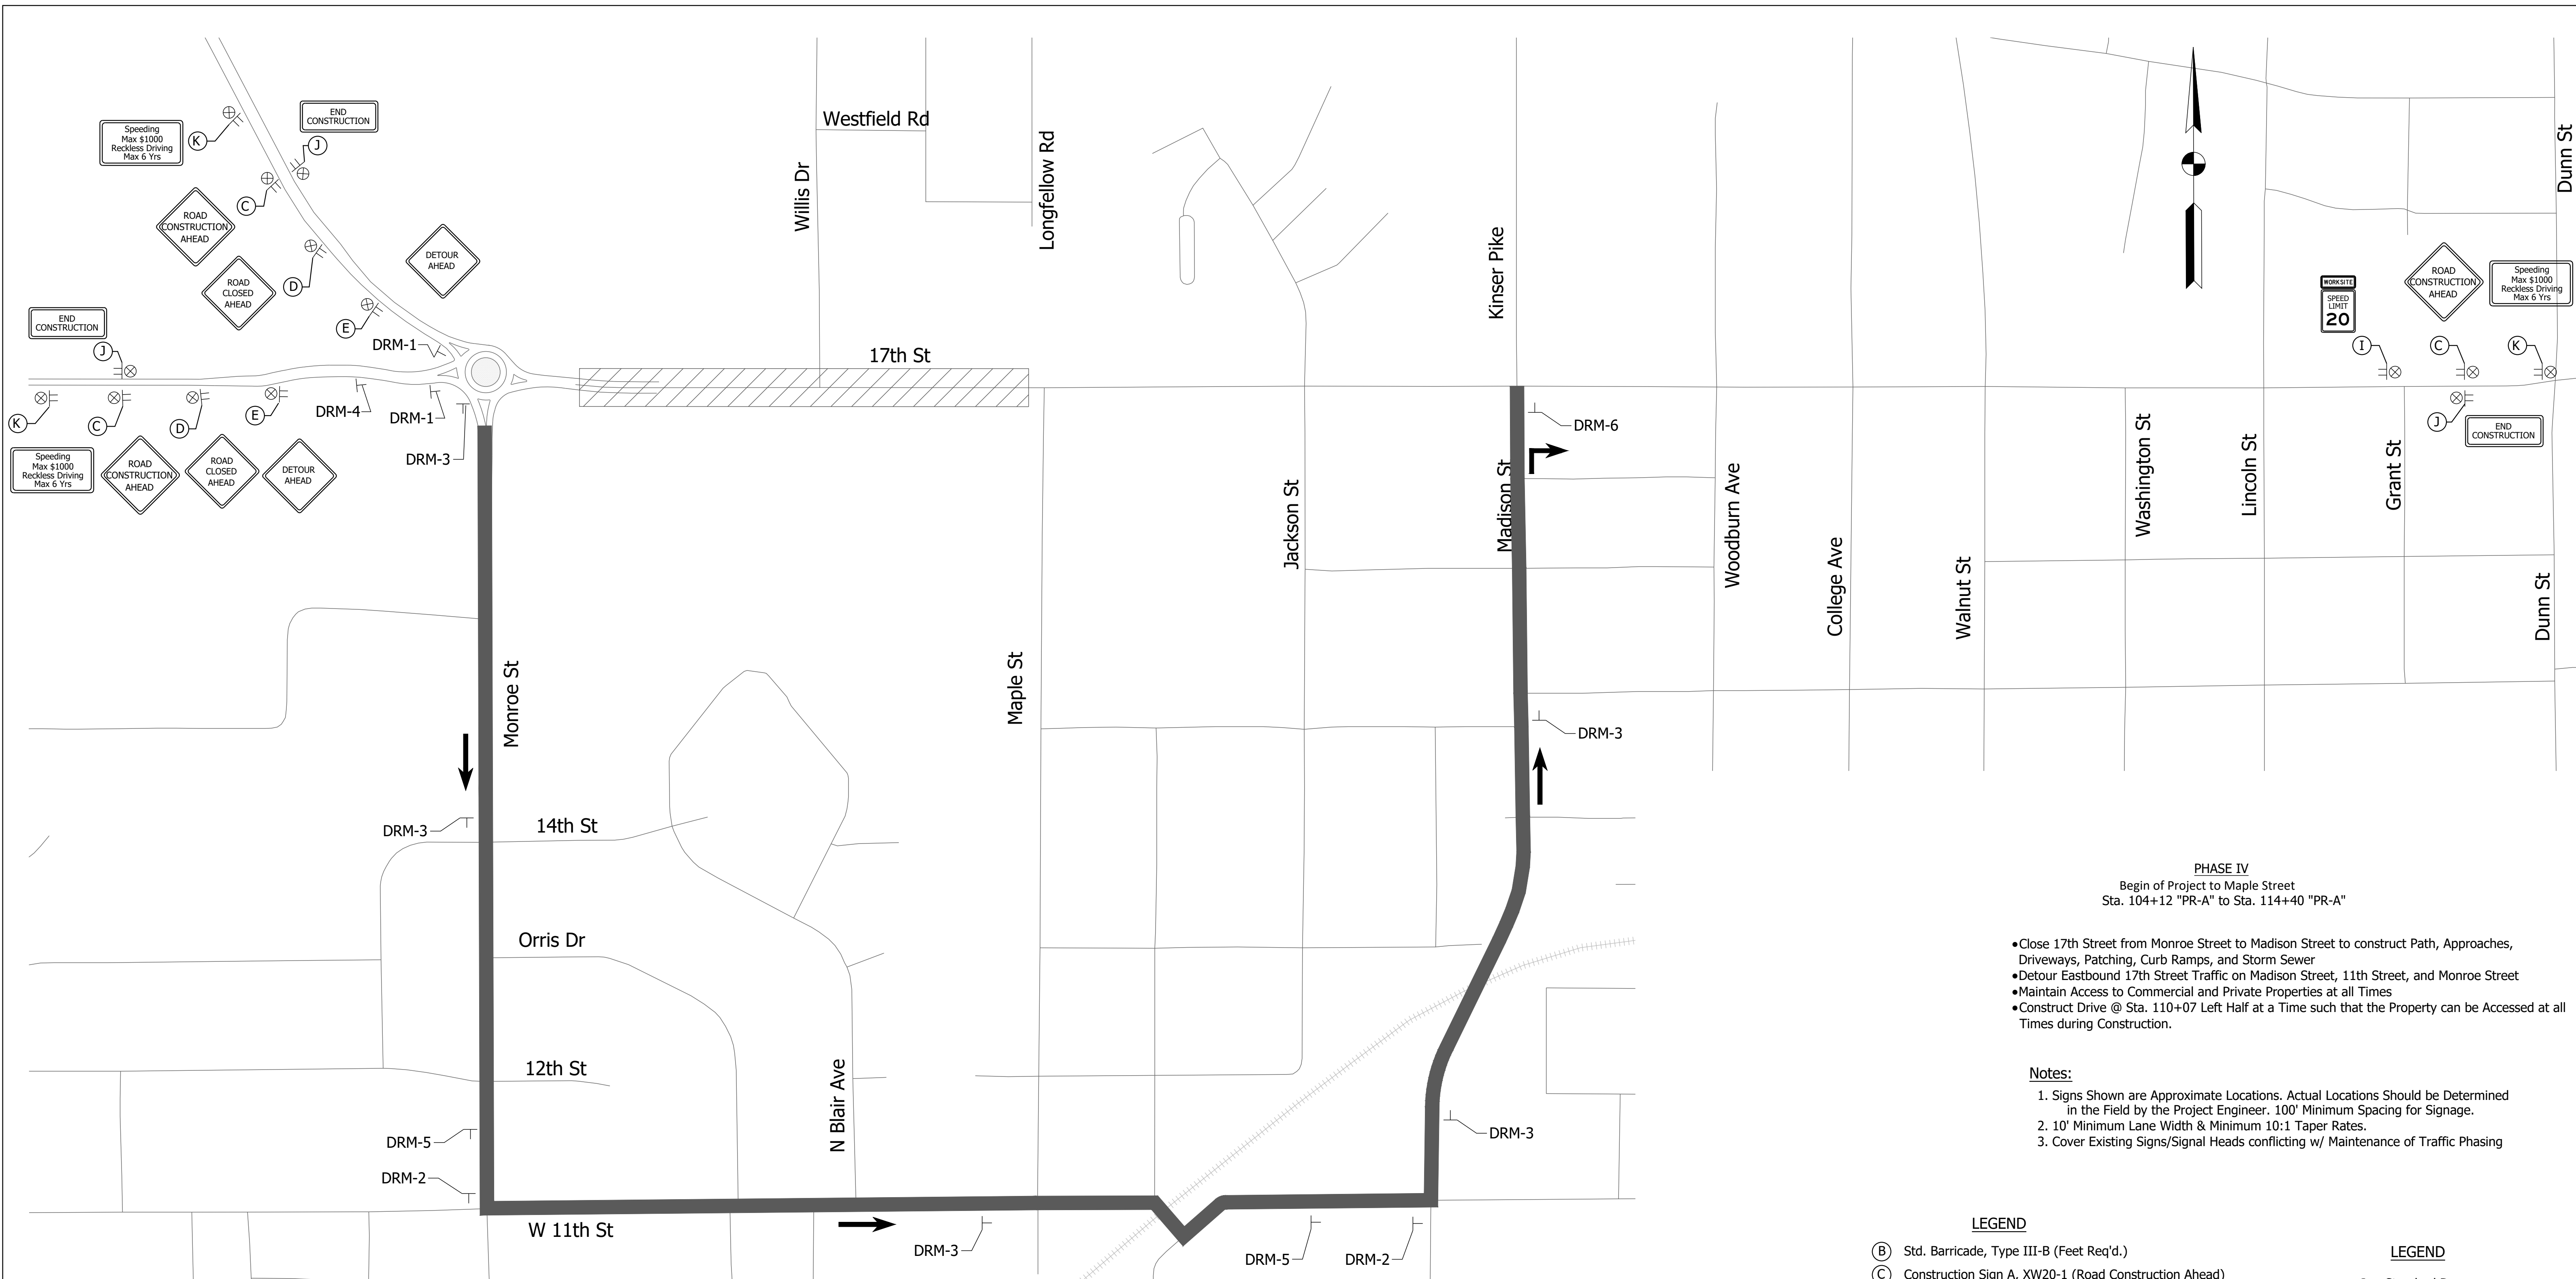 Westfield Rd
Willis Dr
Longfellow Rd
Kinser Pike
Dunn St
Speeding
Max $1000
Reckless Driving
Max 6 Yrs
K
END
CONSTRUCTION
J
C
ROAD
CONSTRUCTION
AHEAD
DETOUR
AHEAD
D
ROAD
CLOSED
AHEAD
E
DRM-1
END
CONSTRUCTION
J
17th St
WORKSITE
SPEED
LIMIT
20
ROAD
CONSTRUCTION
AHEAD
Speeding
Max $1000
Reckless Driving
Max 6 Yrs
I
C
K
K
C
D
E
DRM-4
DRM-1
DRM-3
Speeding
Max $1000
Reckless Driving
Max 6 Yrs
ROAD
CONSTRUCTION
AHEAD
ROAD
CLOSED
AHEAD
DETOUR
AHEAD
DRM-6
J
END
CONSTRUCTION
Jackson St
Madison St
Woodburn Ave
College Ave
Walnut St
Washington St
Lincoln St
Grant St
Dunn St
Monroe St
Maple St
DRM-3
DRM-3
14th St
Orris Dr
12th St
N Blair Ave
DRM-5
DRM-2
DRM-3
W 11th St
DRM-3
DRM-5
DRM-2
PHASE IV
Begin of Project to Maple Street
Sta. 104+12 "PR-A" to Sta. 114+40 "PR-A"
•Close 17th Street from Monroe Street to Madison Street to construct Path, Approaches,
Driveways, Patching, Curb Ramps, and Storm Sewer
•Detour Eastbound 17th Street Traffic on Madison Street, 11th Street, and Monroe Street
•Maintain Access to Commercial and Private Properties at all Times
•Construct Drive @ Sta. 110+07 Left Half at a Time such that the Property can be Accessed at all
Times during Construction.
Notes:
1. Signs Shown are Approximate Locations. Actual Locations Should be Determined
in the Field by the Project Engineer. 100' Minimum Spacing for Signage.
2. 10' Minimum Lane Width & Minimum 10:1 Taper Rates.
3. Cover Existing Signs/Signal Heads conflicting w/ Maintenance of Traffic Phasing
LEGEND
B Std. Barricade, Type III-B (Feet Req'd.)
C Construction Sign A, XW20-1 (Road Construction Ahead)
LEGEND